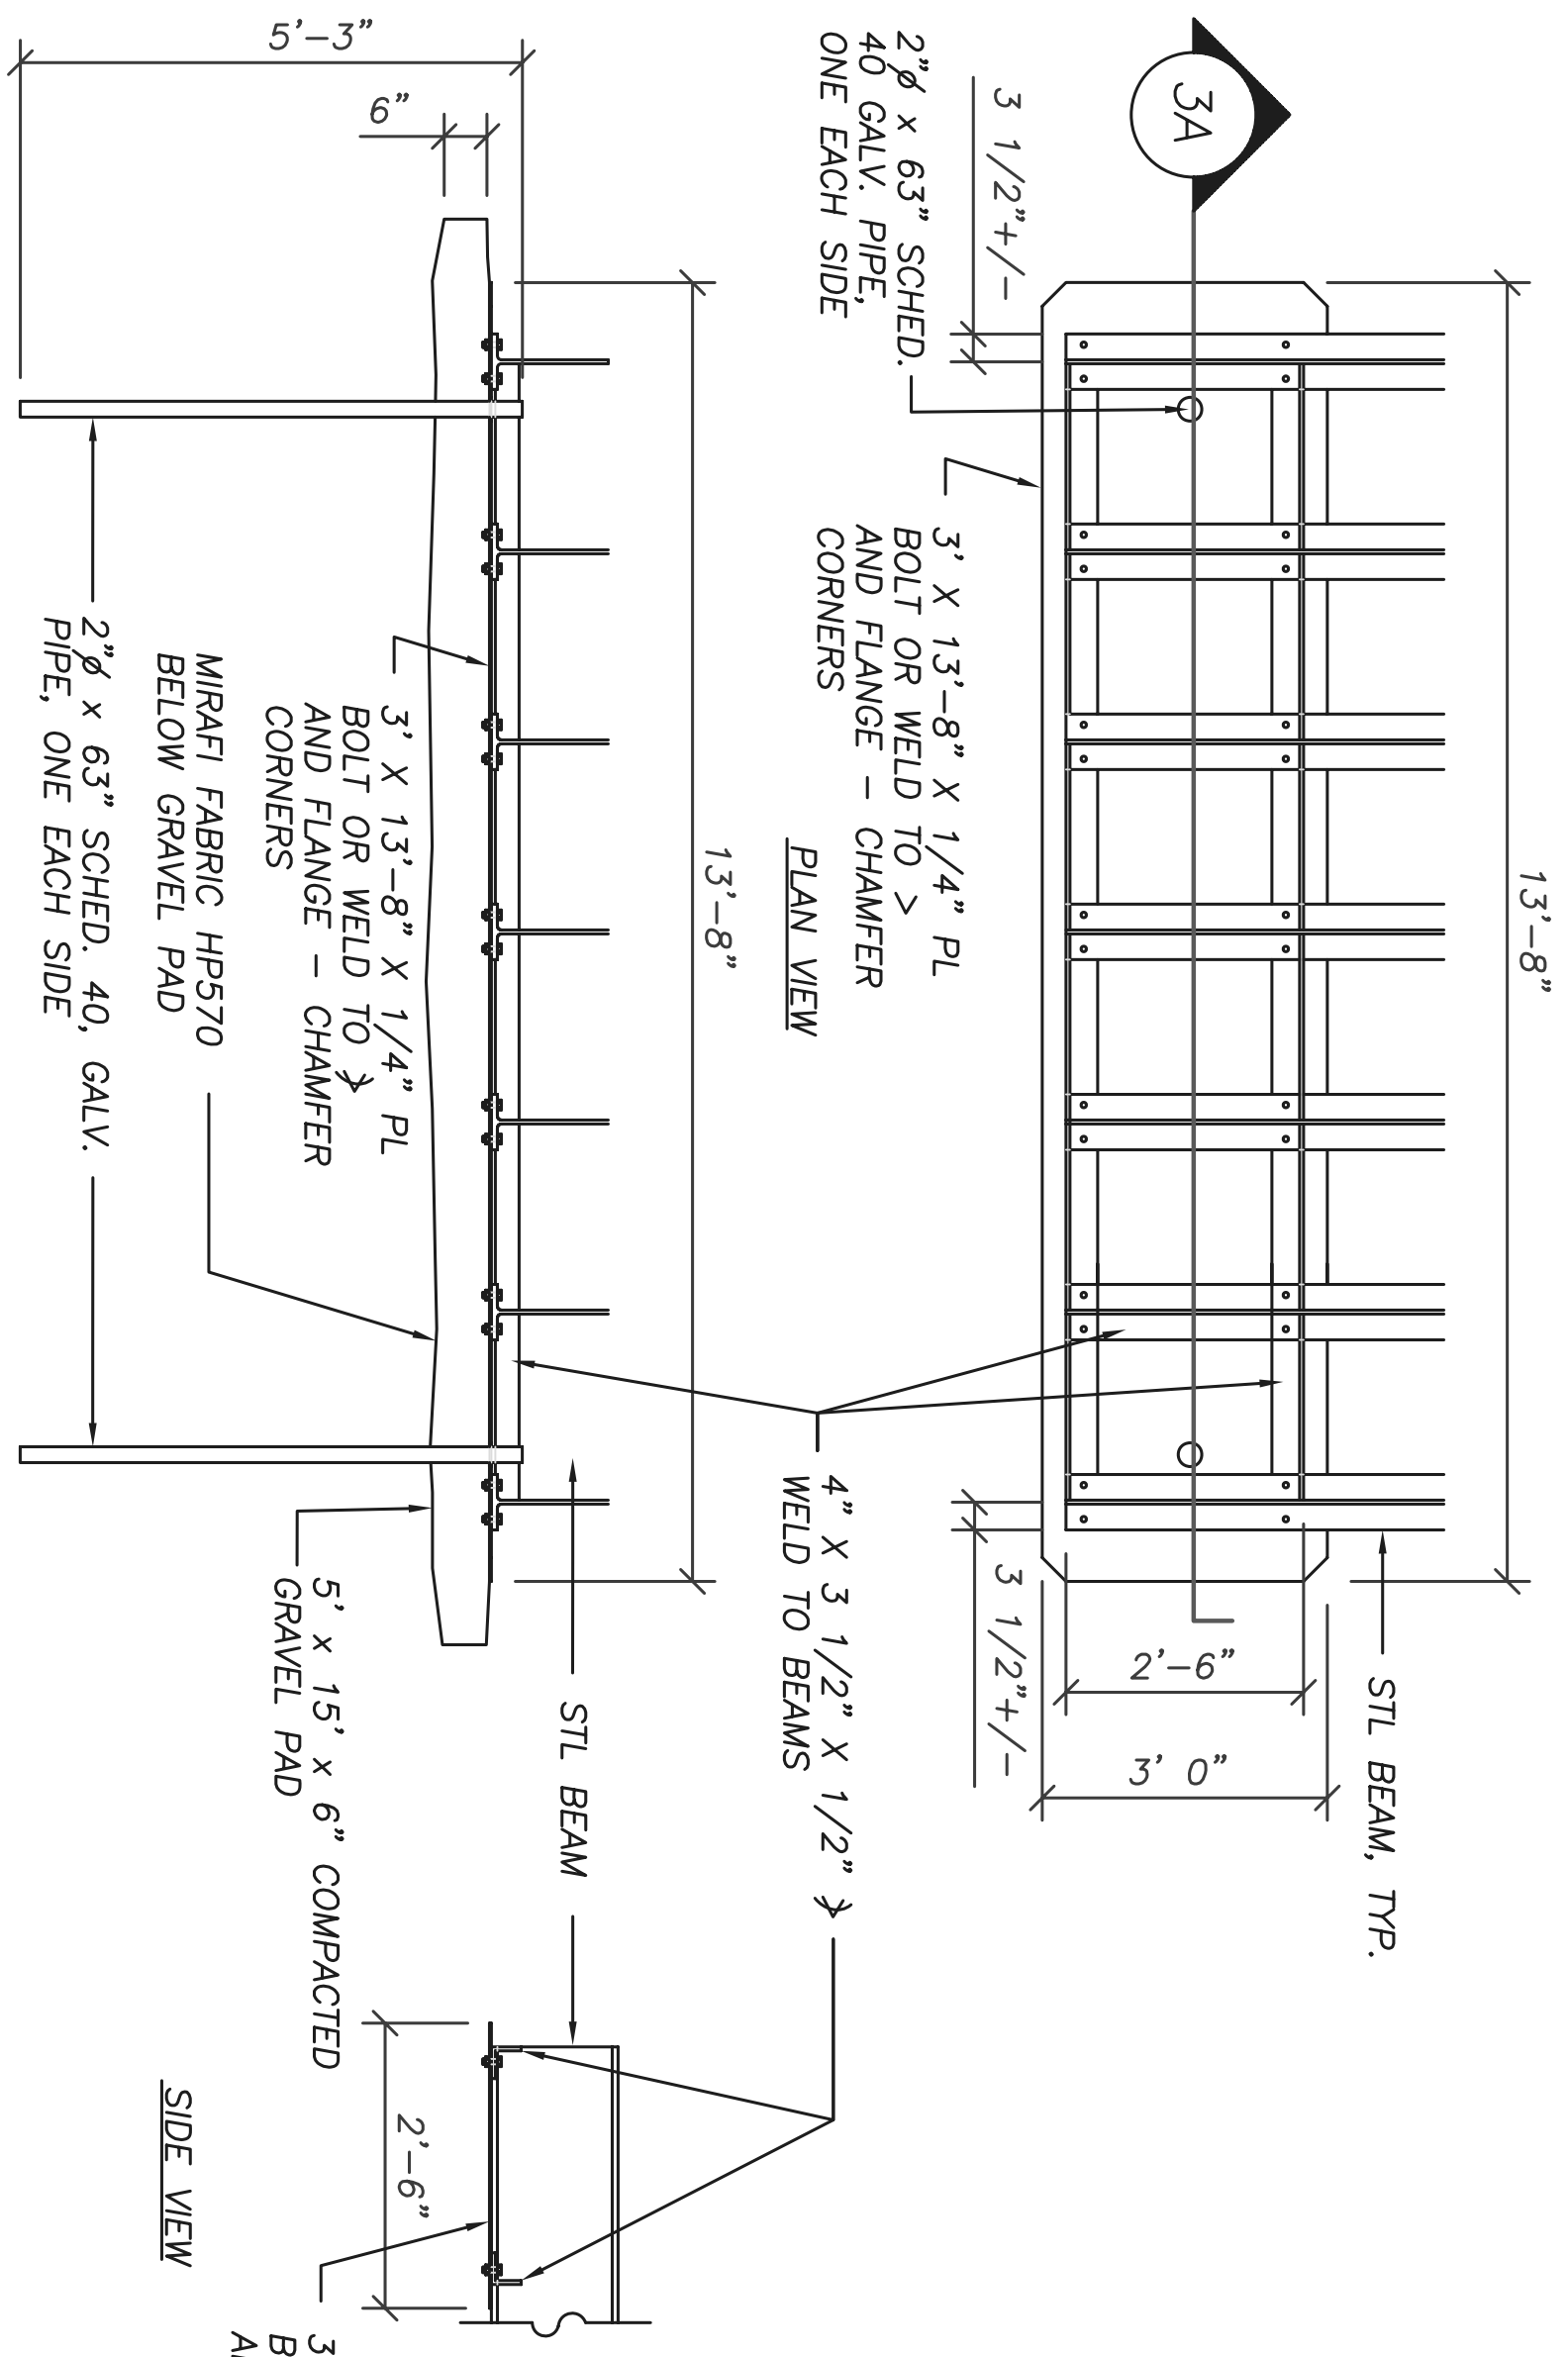 3A
2"ø x 63" SCHED.
40 GALV. PIPE,
ONE EACH SIDE
3 1/2"+/-
13'-8"
3' X 13'-8" X 1/4" PL
BOLT OR WELD TO >
AND FLANGE - CHAMFER
CORNERS
PLAN VIEW
STL BEAM, TYP.
2'-6"
3' 0"
3 1/2"+/-
4" X 3 1/2" X 1/2"
WELD TO BEAMS
5'-3"
6"
13'-8"
3' X 13'-8" X 1/4" PL
BOLT OR WELD TO
AND FLANGE - CHAMFER
CORNERS
MIRAFI FABRIC HP570
BELOW GRAVEL PAD
2"ø x 63" SCHED. 40, GALV.
PIPE, ONE EACH SIDE
STL BEAM
5' x 15' x 6" COMPACTED
GRAVEL PAD
2'-6"
SIDE VIEW
3
B